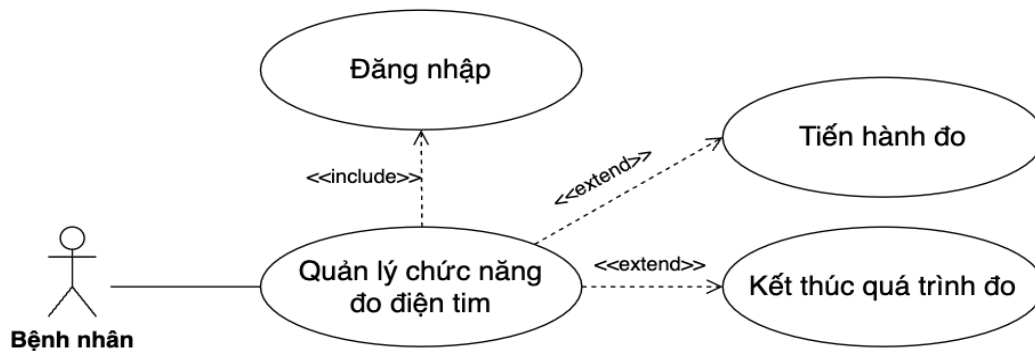 Đăng nhập
Tiến hành đo
<<include>>
<<extend>>
Quản lý chức năng
đo điện tim
<<extend>>
Kết thúc quá trình đo
Bệnh nhân